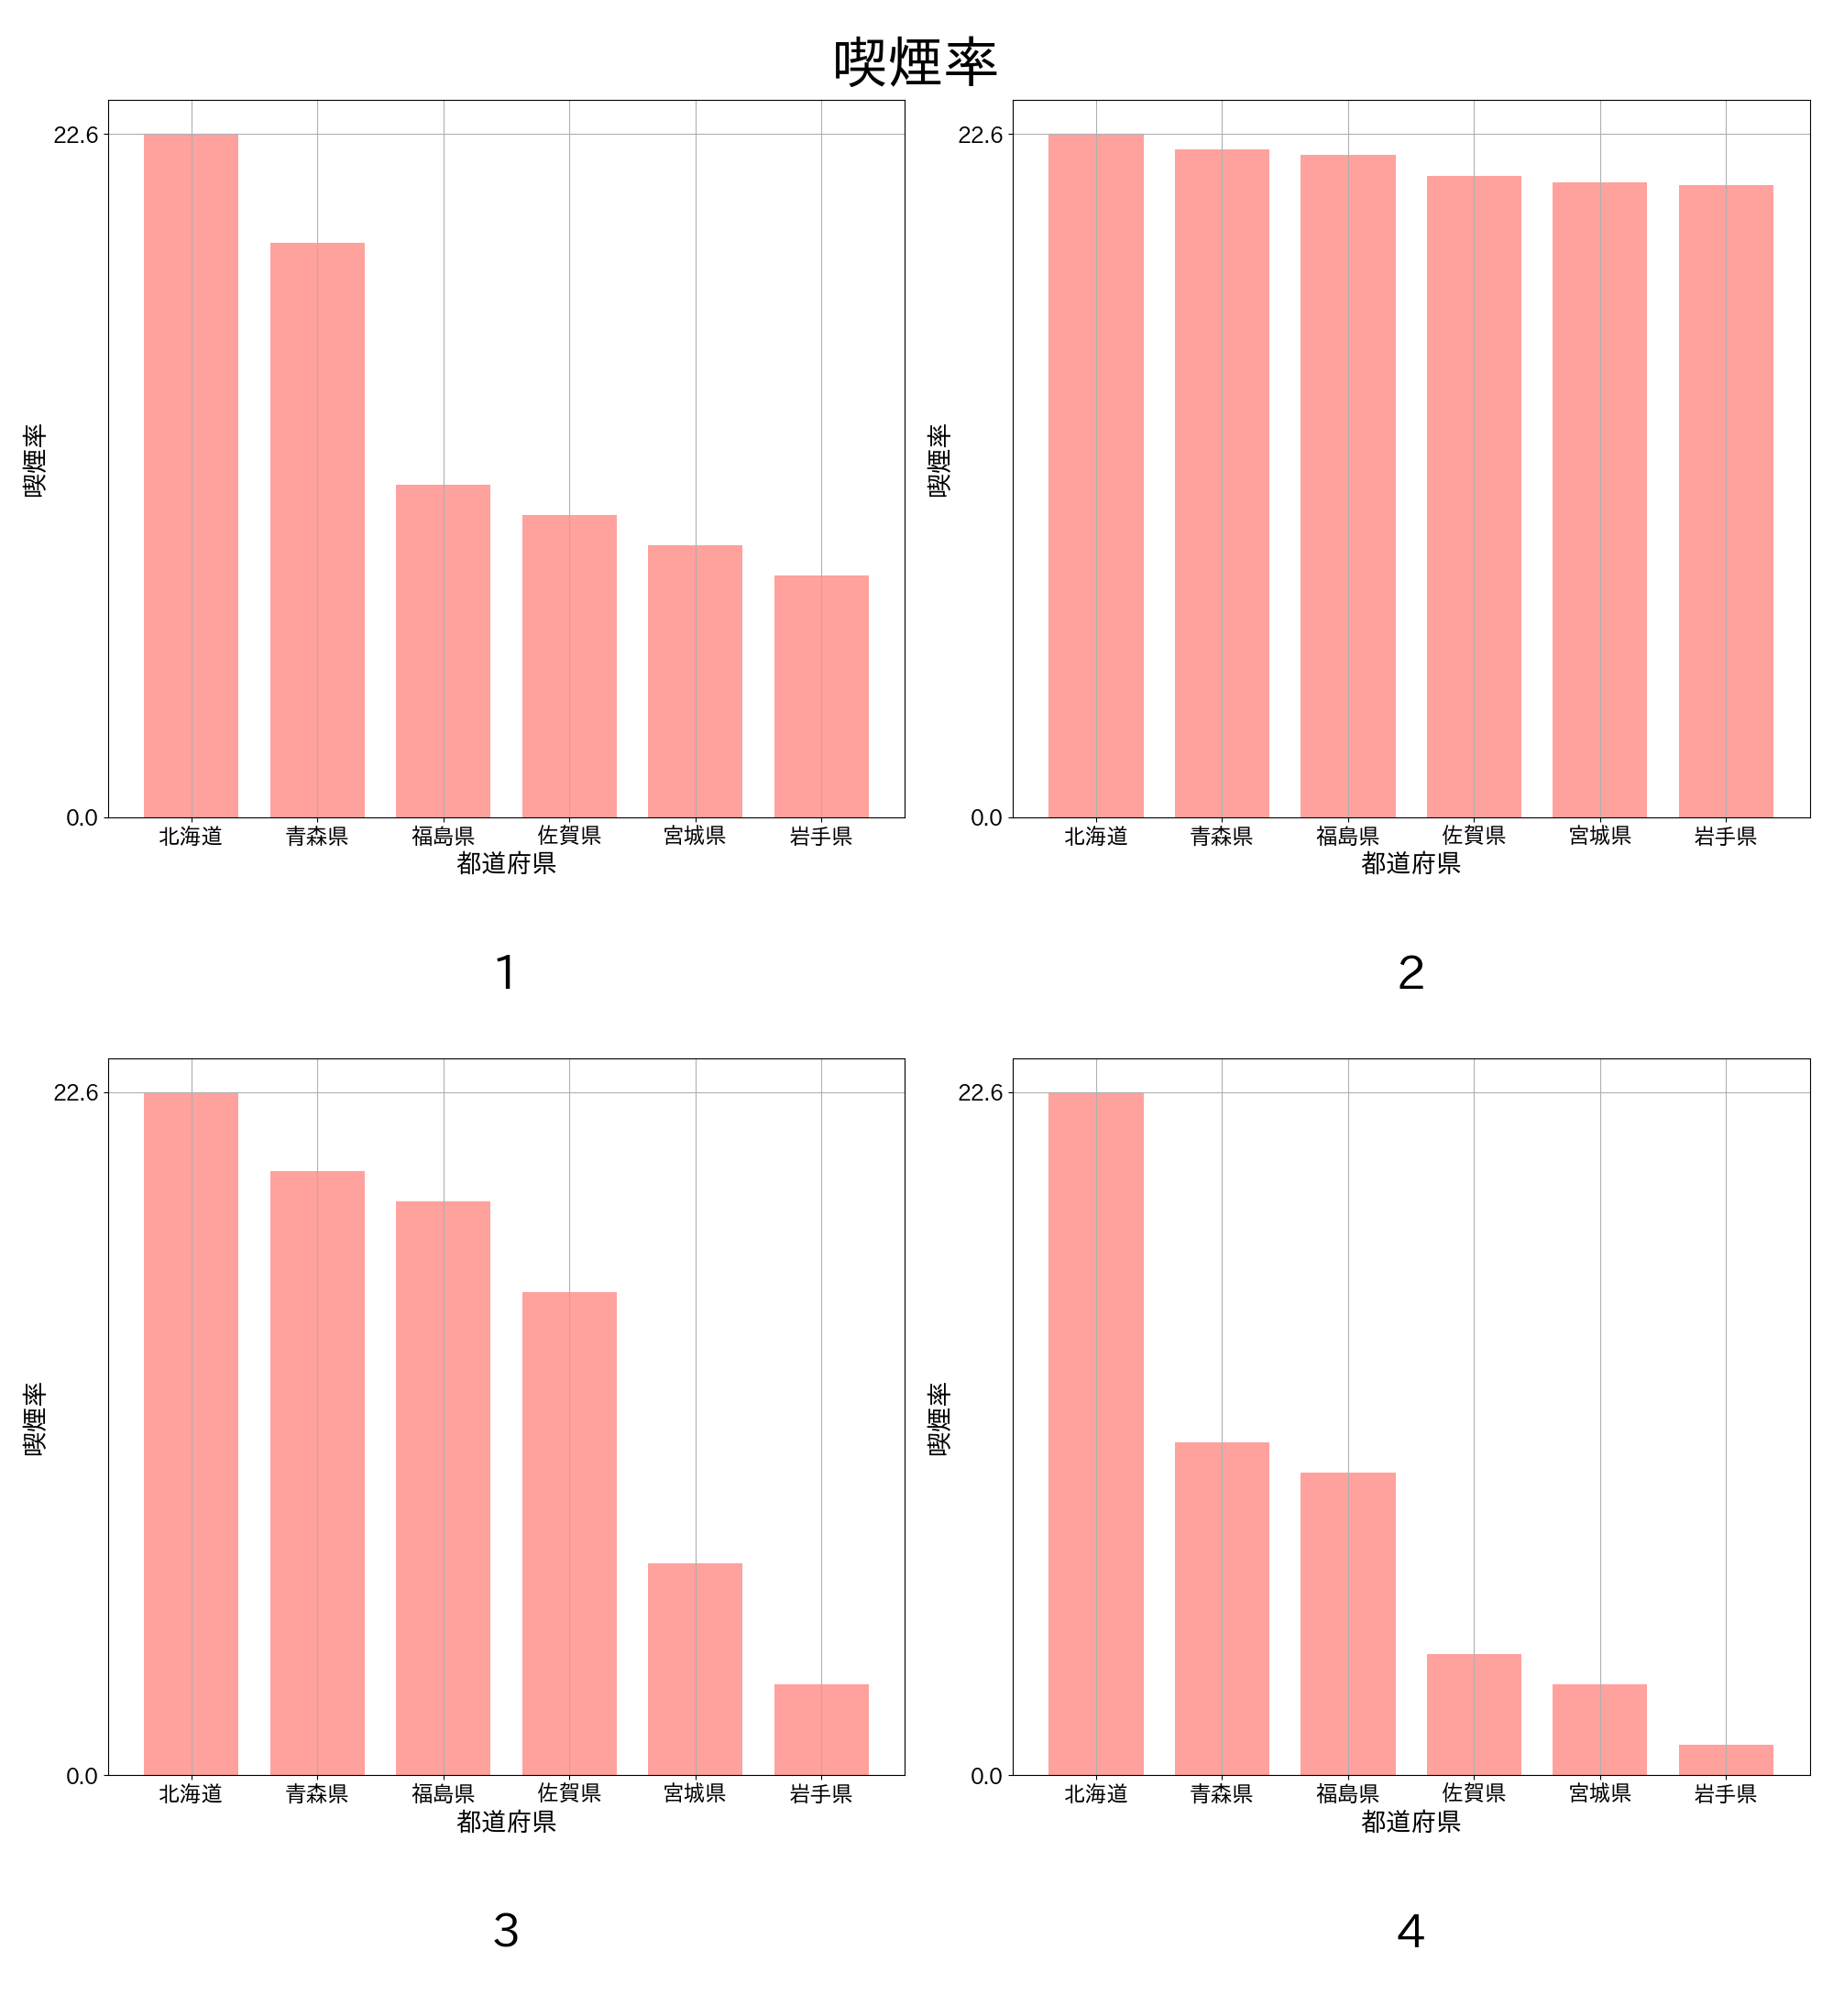 喫煙率
22.6
0.0
喫煙率
北海道 青森県 福島県 佐賀県 宮城県 岩手県
都道府県
1
22.6
0.0
喫煙率
北海道 青森県 福島県 佐賀県 宮城県 岩手県
都道府県
2
22.6
0.0
喫煙率
北海道 青森県 福島県 佐賀県 宮城県 岩手県
都道府県
3
22.6
0.0
喫煙率
北海道 青森県 福島県 佐賀県 宮城県 岩手県
都道府県
4